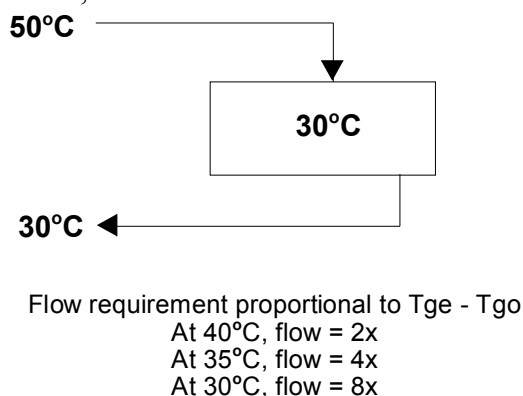 50°C
30°C
30°C
Flow requirement proportional to Tge - Tgo
At 40°C, flow = 2x
At 35°C, flow = 4x
At 30°C, flow = 8x